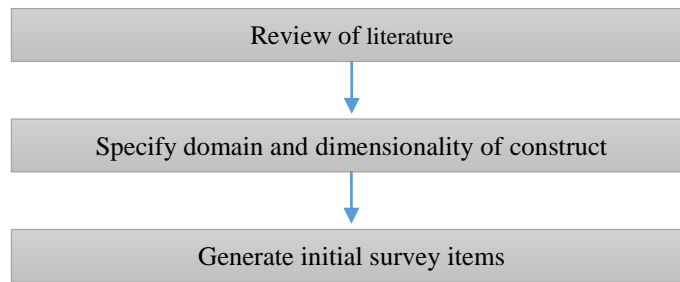 Review of literature
Specify domain and dimensionality of construct
Generate initial survey items